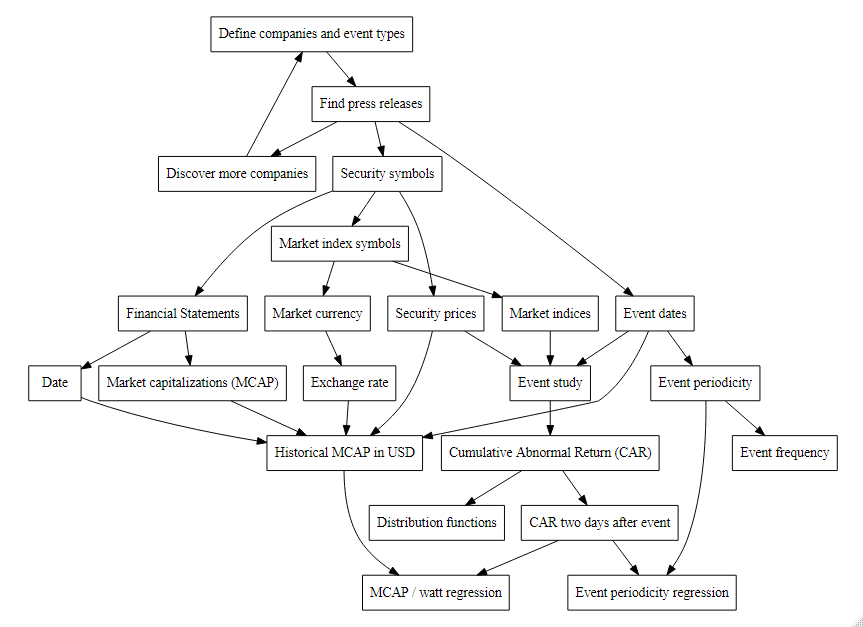 Define companies and event types
Find press releases
Discover more companies
Security symbols
Market index symbols
Financial Statements
Market currency
Security prices
Market indices
Event dates
Date
Market capitalizations (MCAP)
Exchange rate
Event study
Event periodicity
Historical MCAP in USD
Cumulative Abnormal Return (CAR)
Event frequency
Distribution functions
CAR two days after event
MCAP / watt regression
Event periodicity regression